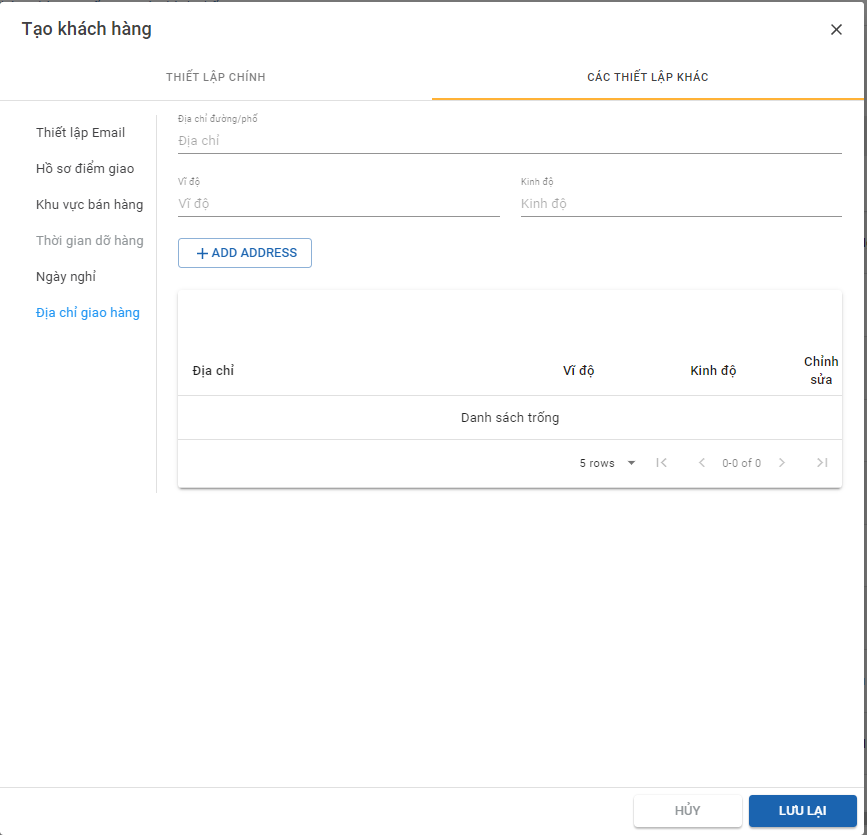 Tạo khách hàng
THIẾT LẬP CHÍNH
CÁC THIẾT LẬP KHÁC
Thiết lập Email
Hồ sơ điểm giao
Khu vực bán hàng
Thời gian dỡ hàng
Ngày nghỉ
Địa chỉ giao hàng
Địa chỉ đường/phố
Địa chỉ
Vĩ độ
Vĩ độ
Kinh độ
Kinh độ
ADD ADDRESS
Địa chỉ
Vĩ độ
Kinh độ
Chỉnh
sửa
Danh sách trống
5 rows
0-0 of 0
HỦY
LƯU LẠI